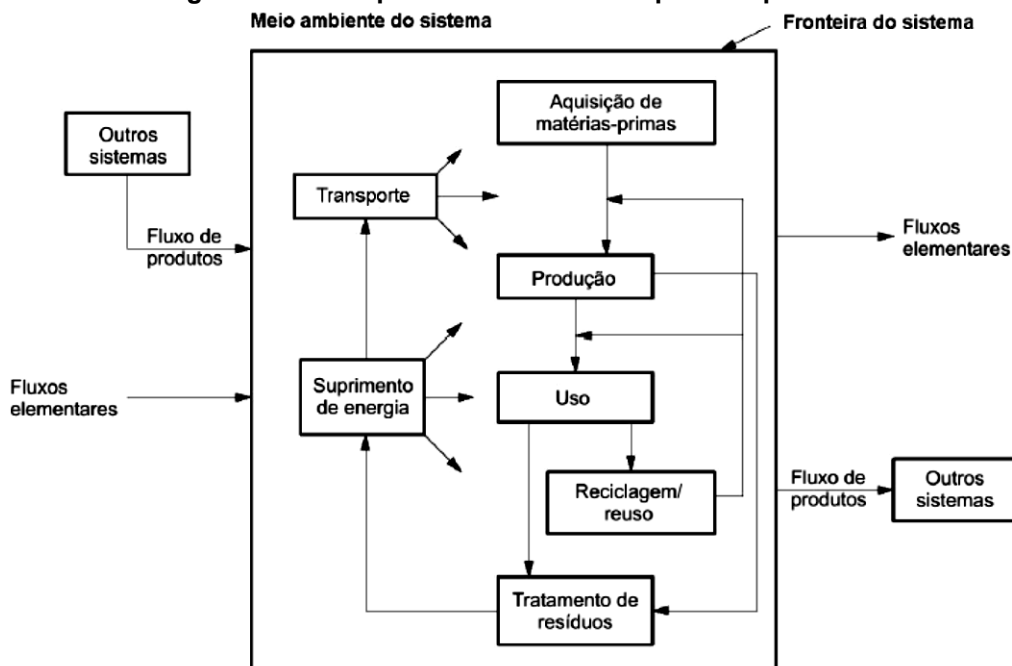 Meio ambiente do sistema
Fronteira do sistema
Outros
sistemas
Fluxo de
produtos
Fluxos
elementares
Transporte
Suprimento
de energia
Aquisição de
matérias-primas
Produção
Uso
Reciclagem/
reuso
Tratamento de
resíduos
Fluxos
elementares
Fluxo de
produtos
Outros
sistemas